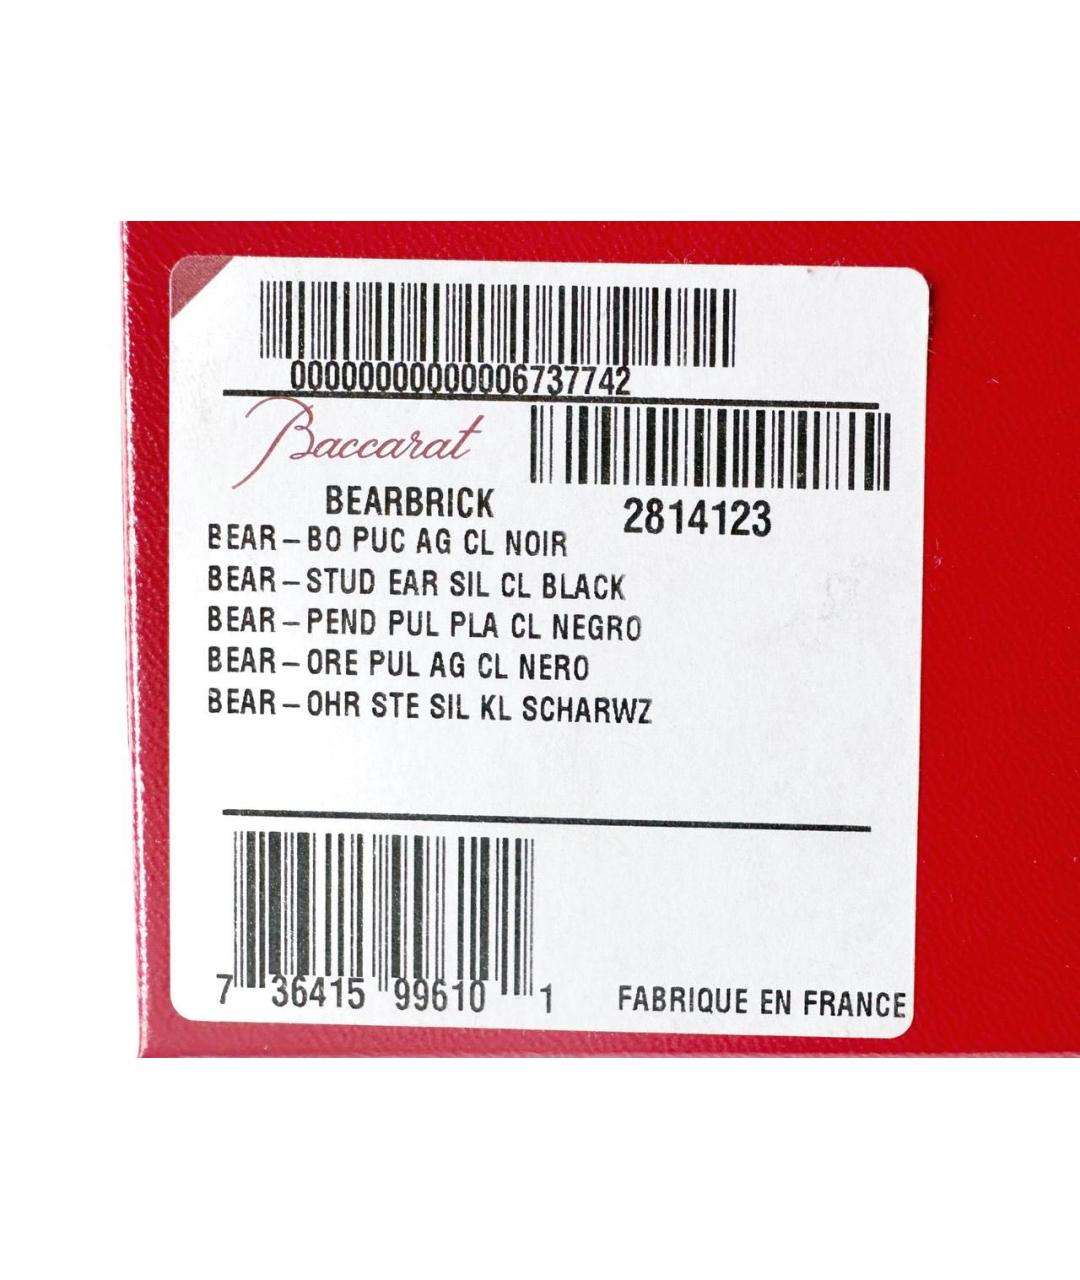 00000000000006737742
Baccarat
BEARBRICK
2814123
BEAR-BO PUC AG CL NOIR
BEAR-STUD EAR SIL CL BLACK
BEAR-PEND PUL PLA CL NEGRO
BEAR-ORE PUL AG CL NERO
BEAR-OHR STE SIL KL SCHARWZ
7 36415 99610 1
FABRIQUE EN FRANCE